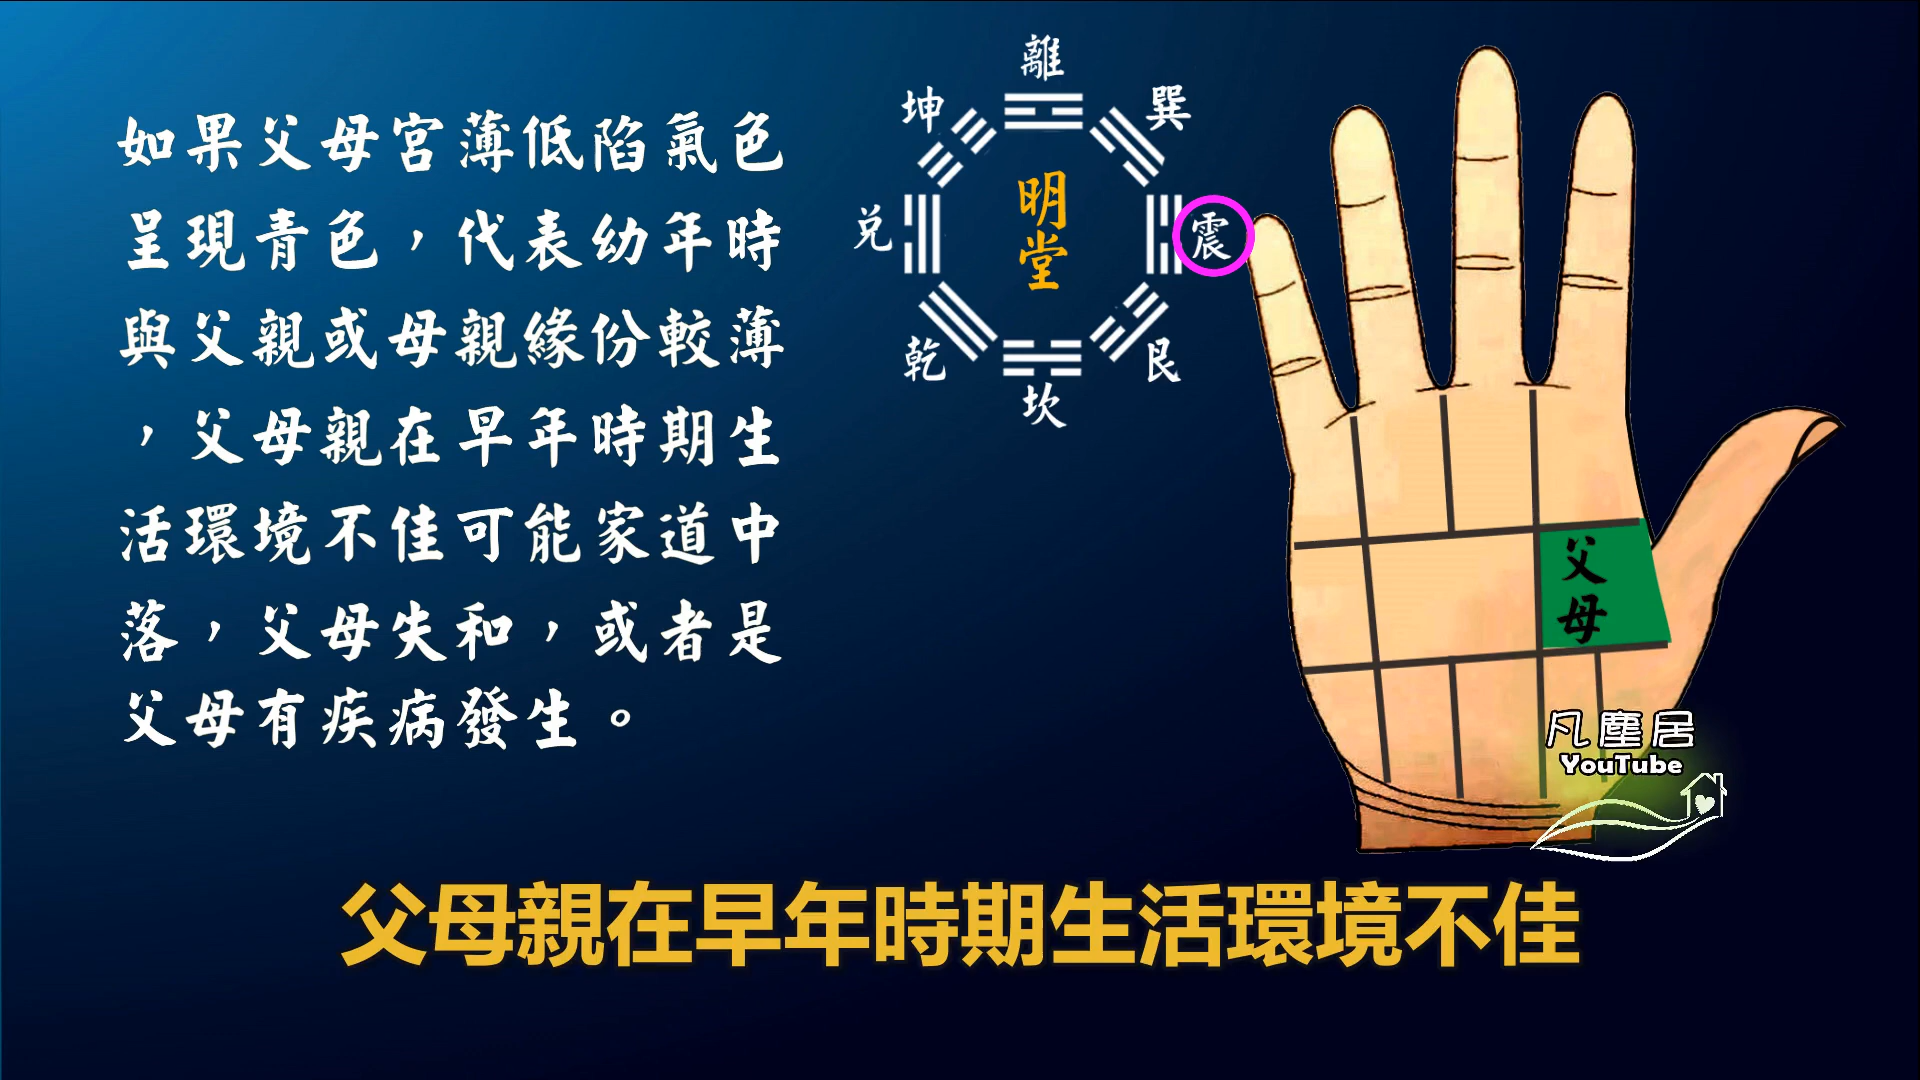 如果父母宮薄低陷氣色
呈現青色，代表幼年時
與父親或母親緣份較薄
，父母親在早年時期生
活環境不佳可能家道中
落，父母失和，或者是
父母有疾病發生。
離
坤
巽
明堂
兌
震
乾
艮
坎
父母
凡塵居
YouTube
父母親在早年時期生活環境不佳